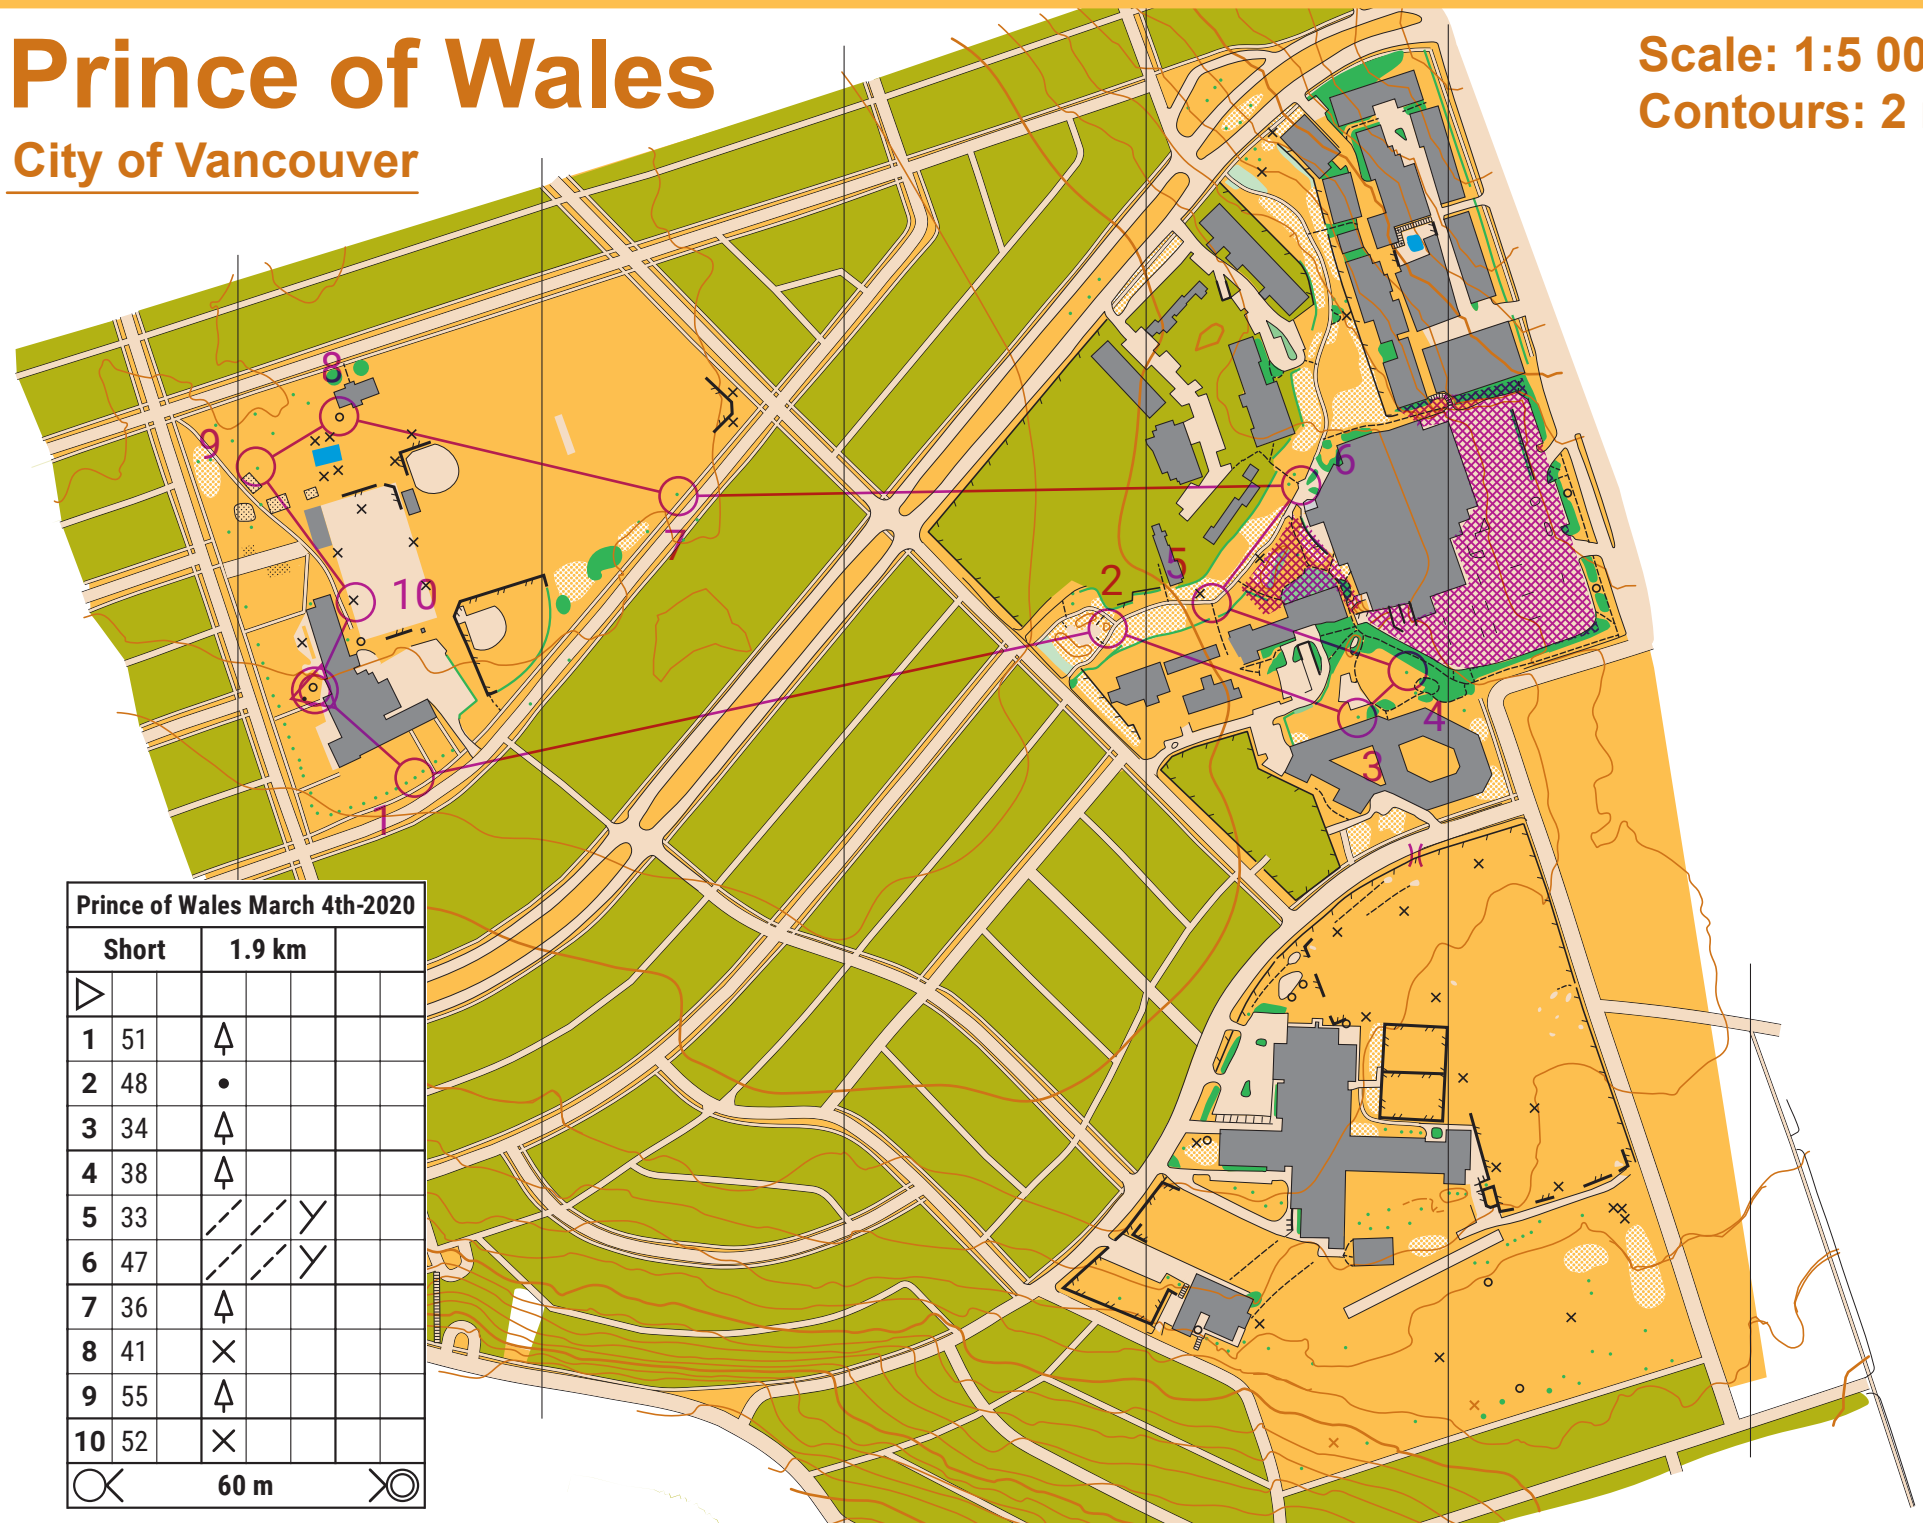 Prince of Wales
City of Vancouver
Scale: 1:5 00
Contours: 2
8
9
10
7
1
2
5
6
4
3
Prince of Wales March 4th-2020
Short 1.9 km
1 51
2 48
3 34
4 38
5 33
6 47
7 36
8 41
9 55
10 52
60 m